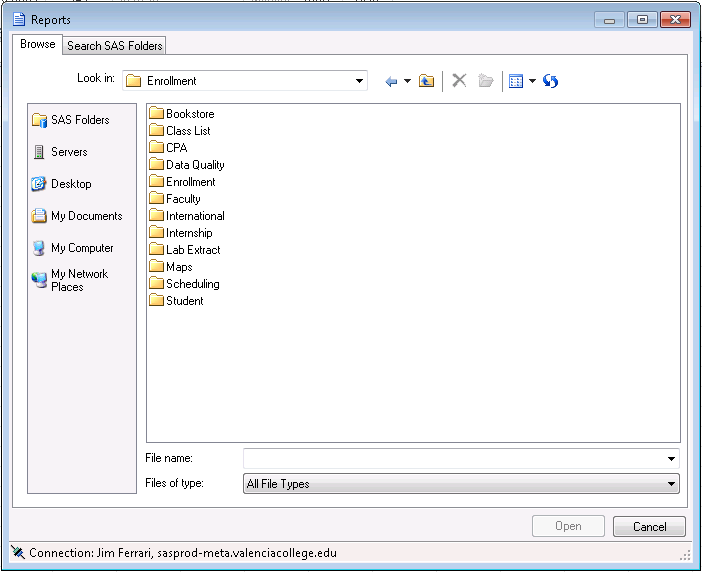 Reports
Browse
Search SAS Folders
Look in:
Enrollment
SAS Folders
Servers
Desktop
My Documents
My Computer
My Network
Places
Bookstore
Class List
CPA
Data Quality
Enrollment
Faculty
International
Internship
Lab Extract
Maps
Scheduling
Student
File name:
Files of type:
All File Types
Open
Cancel
Connection: Jim Ferrari, sasprod-meta.valenciacollege.edu